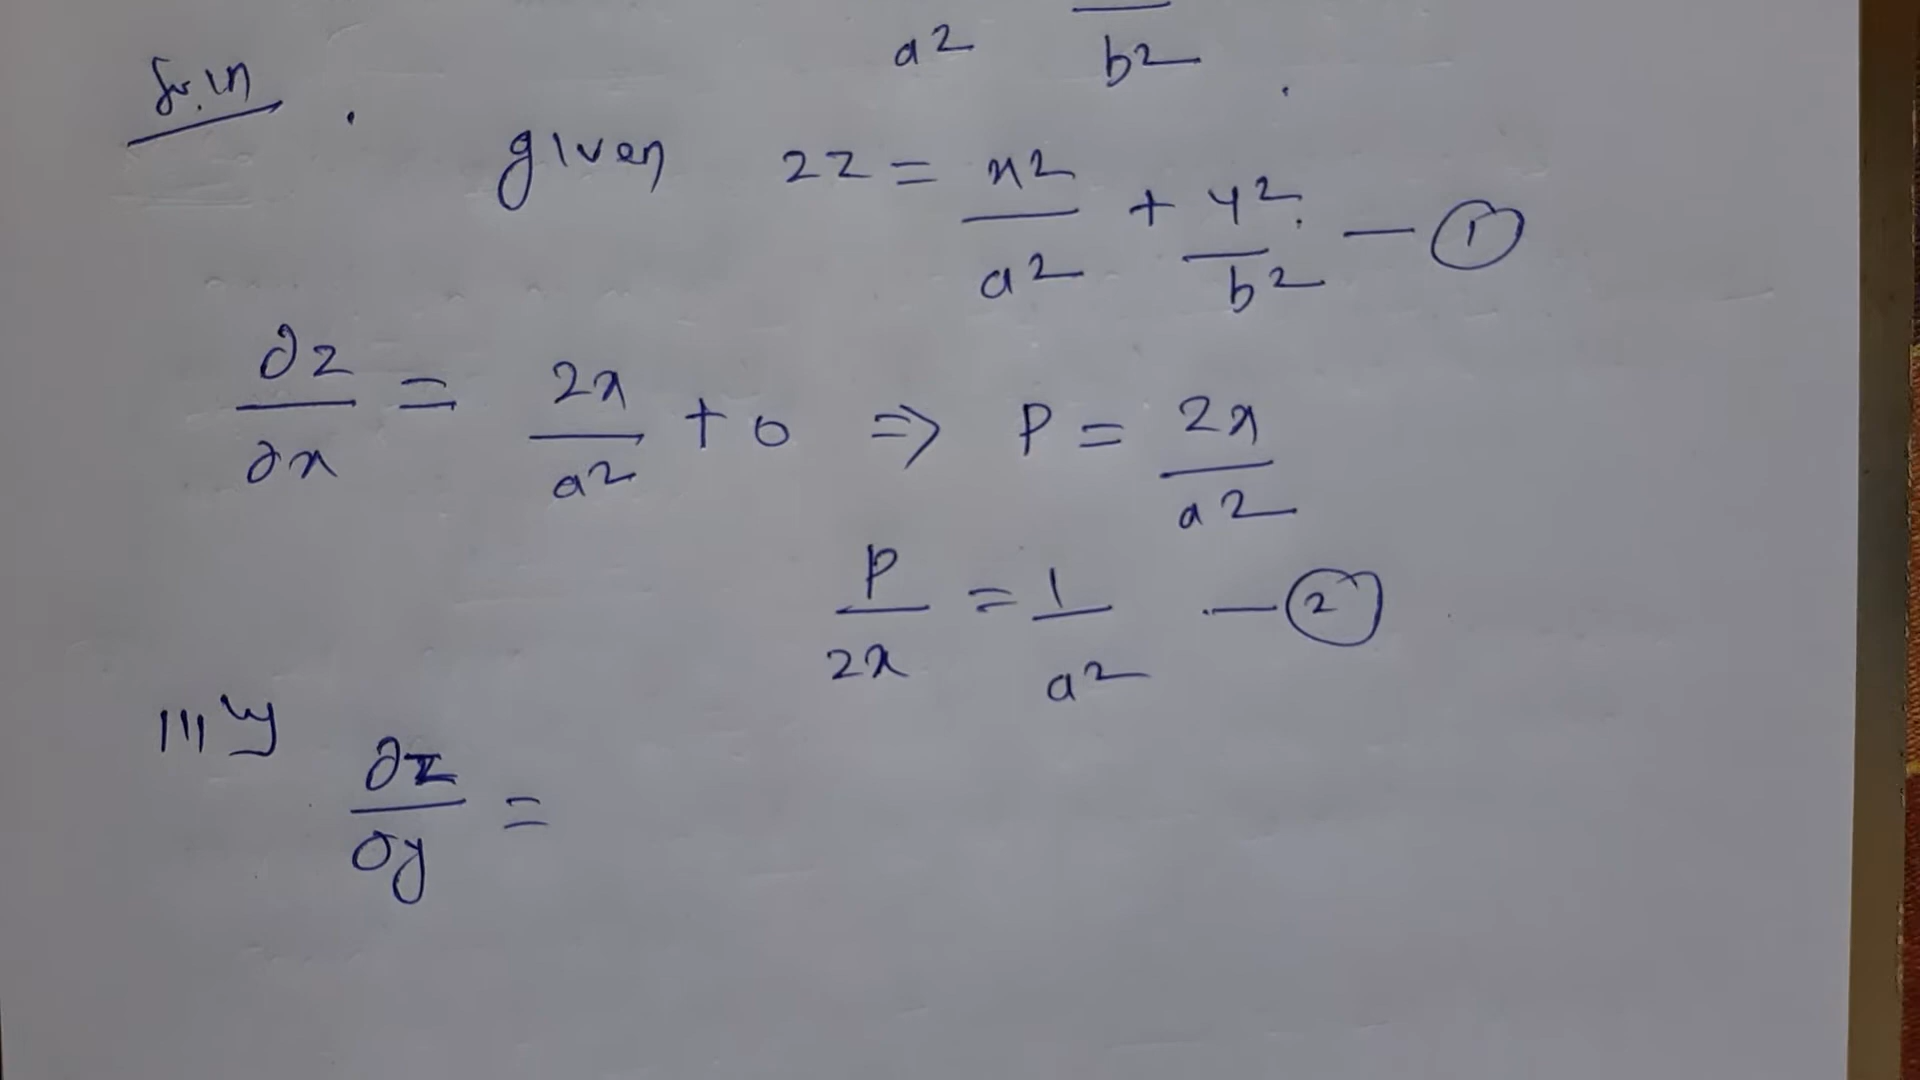 a2 b2
Soln
given 2z = x2/a2 + y2/b2 — ①
∂z/∂x = 2x/a2 + 0 ⇒ P = 2x/a2
P/2x = 1/a2 — ②
lllly
∂z/∂y =